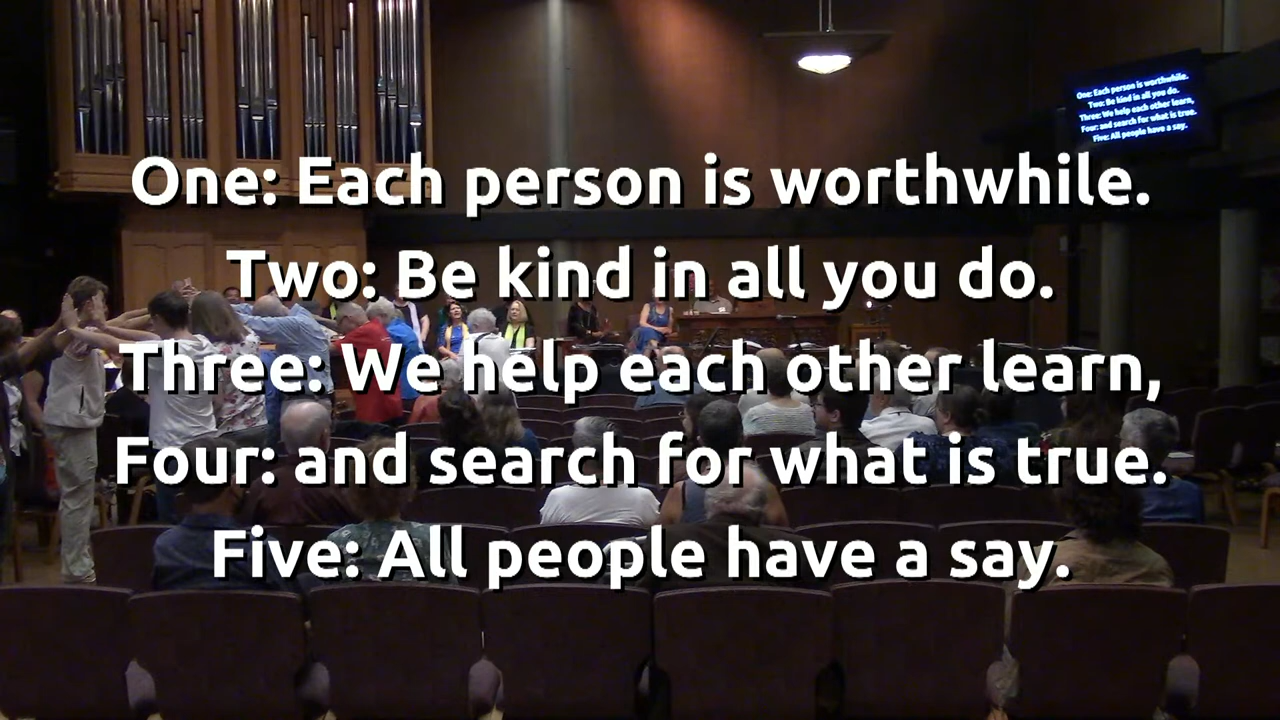 One: Each person is worthwhile.
Two: Be kind in all you do.
Three: We help each other learn,
Four: and search for what is true.
Five: All people have a say.
One: Each person is worthwhile.
Two: Be kind in all you do.
Three: We help each other learn,
Four: and search for what is true.
Five: All people have a say.